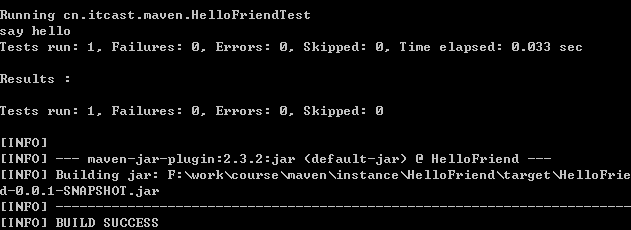 Running cn.itcast.maven.HelloFriendTest
say hello
Tests run: 1, Failures: 0, Errors: 0, Skipped: 0, Time elapsed: 0.033 sec
Results :
Tests run: 1, Failures: 0, Errors: 0, Skipped: 0
[INFO]
[INFO] --- maven-jar-plugin:2.3.2:jar (default-jar) @ HelloFriend ---
[INFO] Building jar: F:\work\course\maven\instance\HelloFriend\target\HelloFrien
d-0.0.1-SNAPSHOT.jar
[INFO] ------------------------------------------------------------------------
[INFO] BUILD SUCCESS